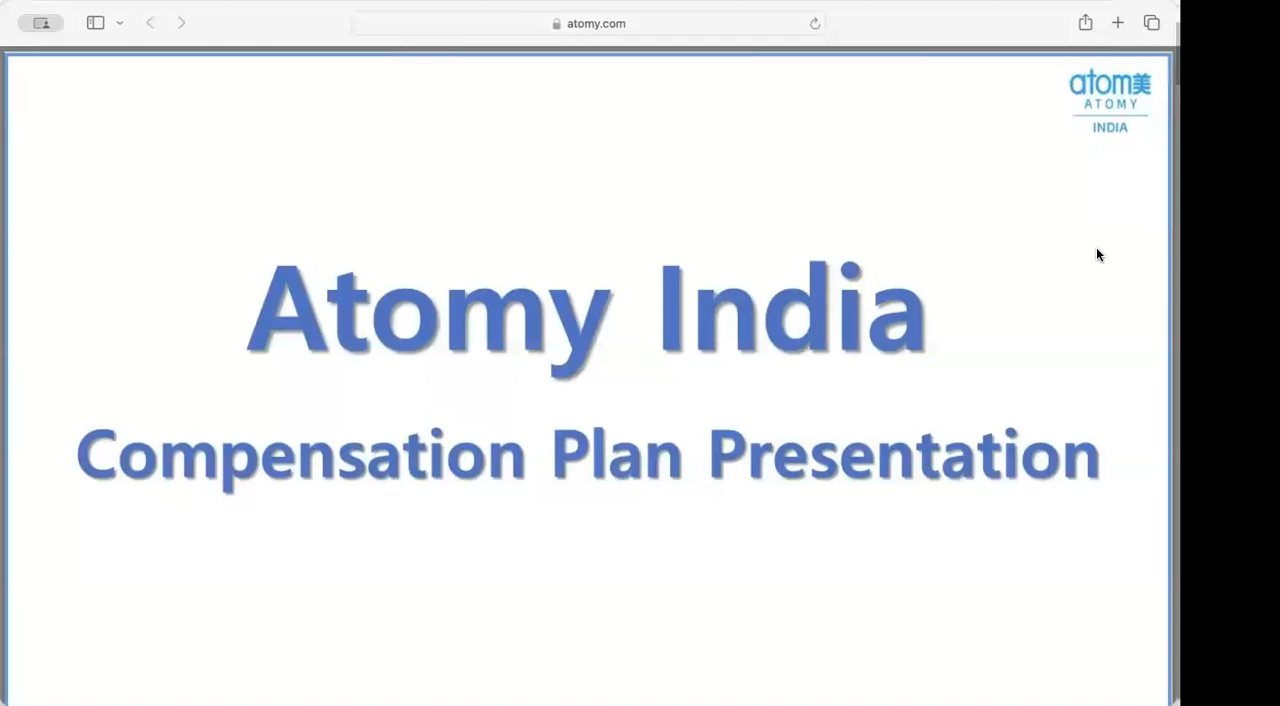 atomy.com
atom美
ATOMY
INDIA
Atomy India
Compensation Plan Presentation